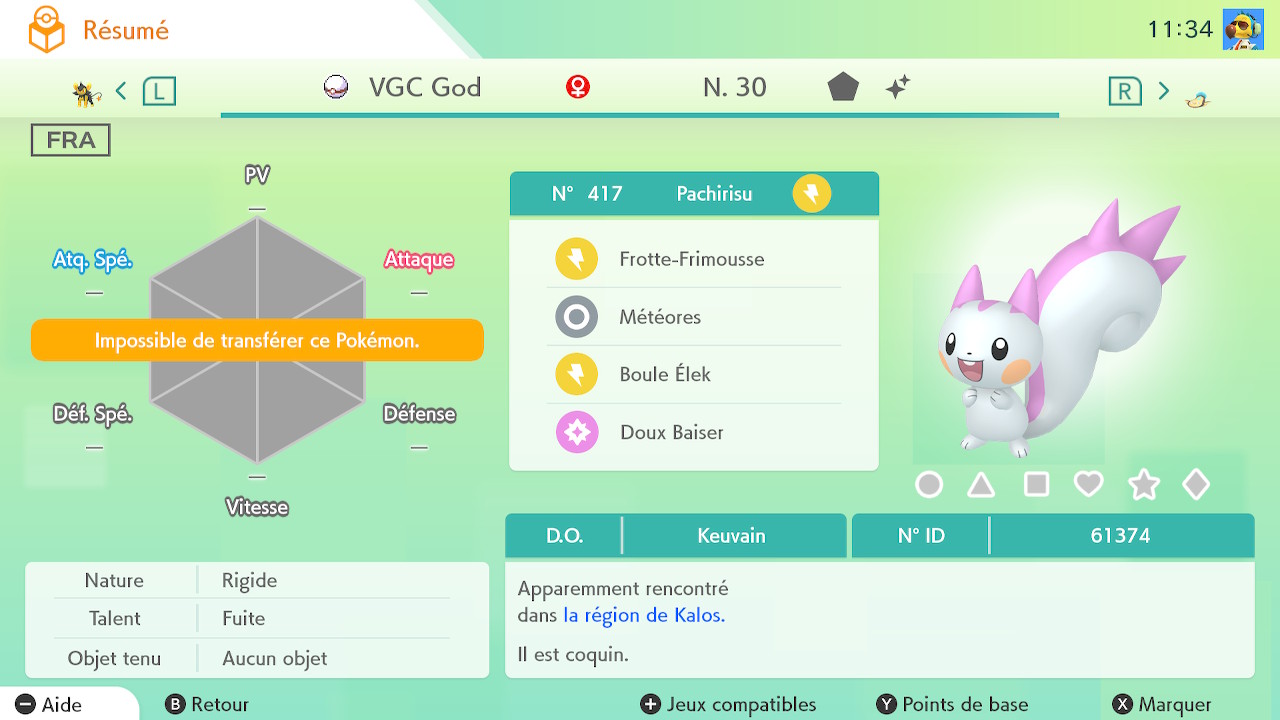 Résumé
11:34
L
VGC God
N. 30
R
FRA
PV
—
Atq. Spé.
—
Attaque
—
Impossible de transférer ce Pokémon.
Déf. Spé.
—
Défense
—
—
Vitesse
N° 417 Pachirisu
Frotte-Frimousse
Météores
Boule Élek
Doux Baiser
D.O. Keuvain
N° ID 61374
Nature Rigide
Talent Fuite
Objet tenu Aucun objet
Apparemment rencontré
dans la région de Kalos.
Il est coquin.
Aide
B Retour
Jeux compatibles
Y Points de base
X Marquer